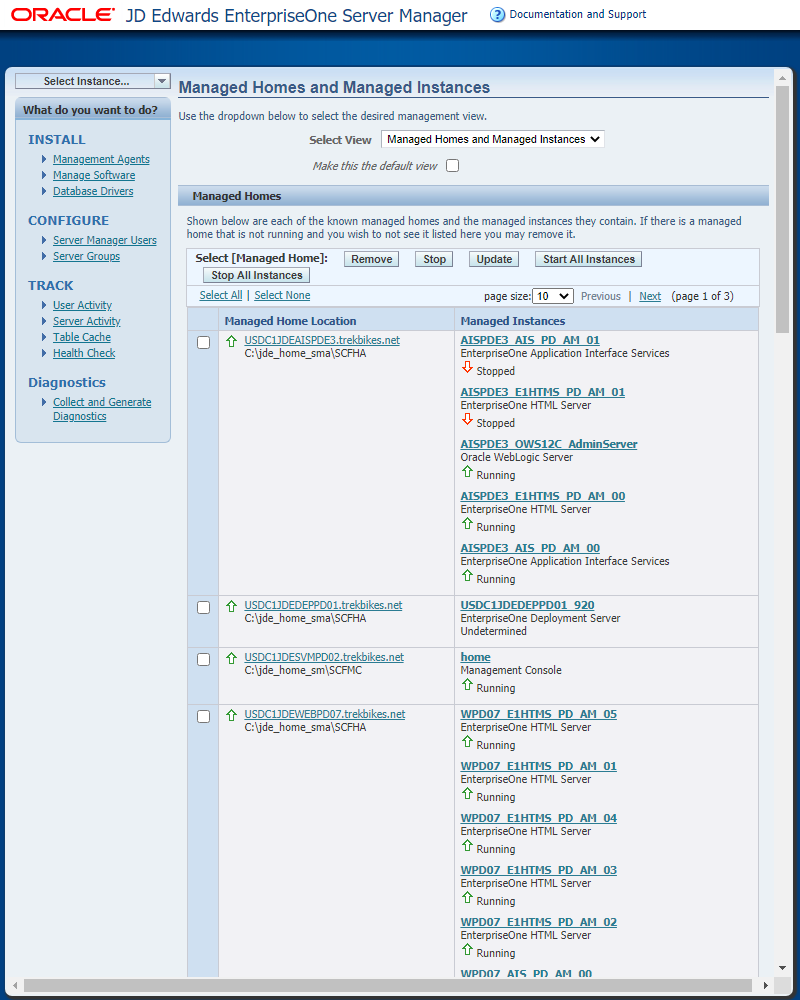 ORACLE JD Edwards EnterpriseOne Server Manager ? Documentation and Support
Select Instance...
What do you want to do?
INSTALL
Management Agents
Manage Software
Database Drivers
CONFIGURE
Server Manager Users
Server Groups
TRACK
User Activity
Server Activity
Table Cache
Health Check
Diagnostics
Collect and Generate
Diagnostics
Managed Homes and Managed Instances
Use the dropdown below to select the desired management view.
Select View Managed Homes and Managed Instances
Make this the default view
Managed Homes
Shown below are each of the known managed homes and the managed instances they contain. If there is a managed
home that is not running and you wish to not see it listed here you may remove it.
Select [Managed Home]: Remove Stop Update Start All Instances
Stop All Instances
Select All | Select None page size: 10 Previous | Next (page 1 of 3)
Managed Home Location Managed Instances
USDC1JDEAISPDE3.trekbikes.net
C:\jde_home_sma\SCFHA
AISPDE3_AIS_PD_AM_01
EnterpriseOne Application Interface Services
Stopped
AISPDE3_E1HTMS_PD_AM_01
EnterpriseOne HTML Server
Stopped
AISPDE3_OWS12C_AdminServer
Oracle WebLogic Server
Running
AISPDE3_E1HTMS_PD_AM_00
EnterpriseOne HTML Server
Running
AISPDE3_AIS_PD_AM_00
EnterpriseOne Application Interface Services
Running
USDC1JDEDEPPD01.trekbikes.net
C:\jde_home_sma\SCFHA
USDC1JDEDEPPD01_920
EnterpriseOne Deployment Server
Undetermined
USDC1JDESVMPD02.trekbikes.net
C:\jde_home_sm\SCFMC
home
Management Console
Running
USDC1JDEWEBPD07.trekbikes.net
C:\jde_home_sma\SCFHA
WPD07_E1HTMS_PD_AM_05
EnterpriseOne HTML Server
Running
WPD07_E1HTMS_PD_AM_01
EnterpriseOne HTML Server
Running
WPD07_E1HTMS_PD_AM_04
EnterpriseOne HTML Server
Running
WPD07_E1HTMS_PD_AM_03
EnterpriseOne HTML Server
Running
WPD07_E1HTMS_PD_AM_02
EnterpriseOne HTML Server
Running
WPD07_AIS_PD_AM_00